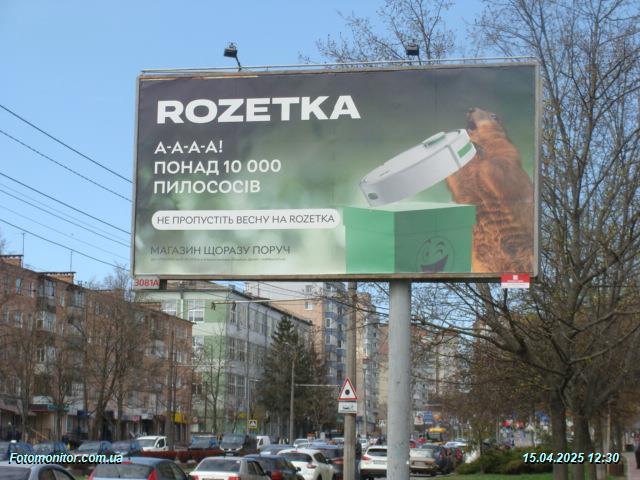 ROZETKA
А-А-А-А!
ПОНАД 10 000
ПИЛОСОСІВ
НЕ ПРОПУСТІТЬ ВЕСНУ НА ROZETKA
МАГАЗИН ЩОРАЗУ ПОРУЧ
3081A
Fotomonitor.com.ua
15.04.2025 12:30